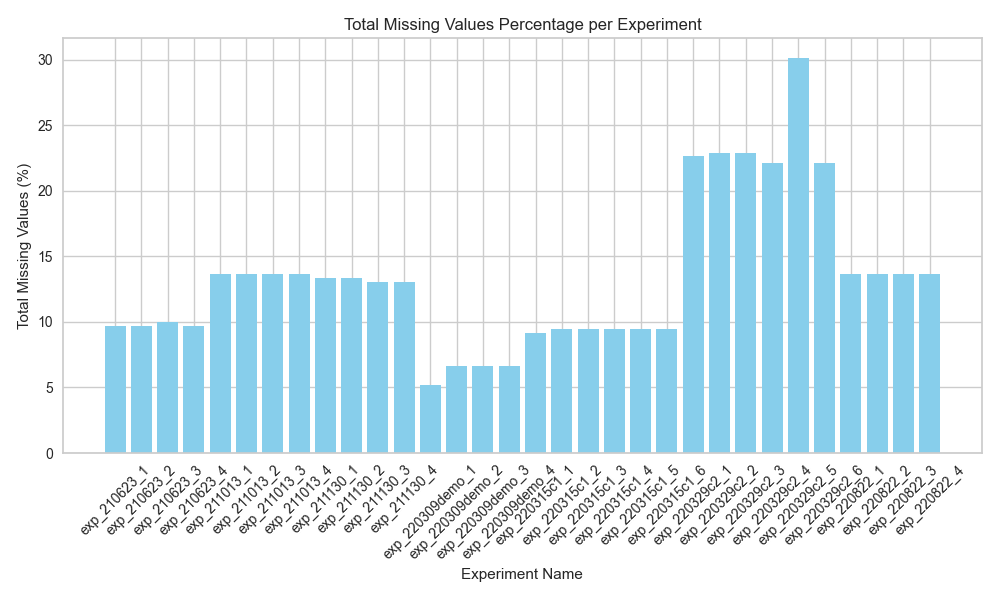 Total Missing Values Percentage per Experiment
Total Missing Values (%)
30
25
20
15
10
5
0
exp_210623_1
exp_210623_2
exp_210623_3
exp_210623_4
exp_211013_1
exp_211013_2
exp_211013_3
exp_211013_4
exp_211130_1
exp_211130_2
exp_211130_3
exp_211130_4
exp_220309demo_1
exp_220309demo_2
exp_220309demo_3
exp_220309demo_4
exp_220315c1_1
exp_220315c1_2
exp_220315c1_3
exp_220315c1_4
exp_220315c1_5
exp_220315c1_6
exp_220329c2_1
exp_220329c2_2
exp_220329c2_3
exp_220329c2_4
exp_220329c2_5
exp_220329c2_6
exp_220822_1
exp_220822_2
exp_220822_3
exp_220822_4
Experiment Name